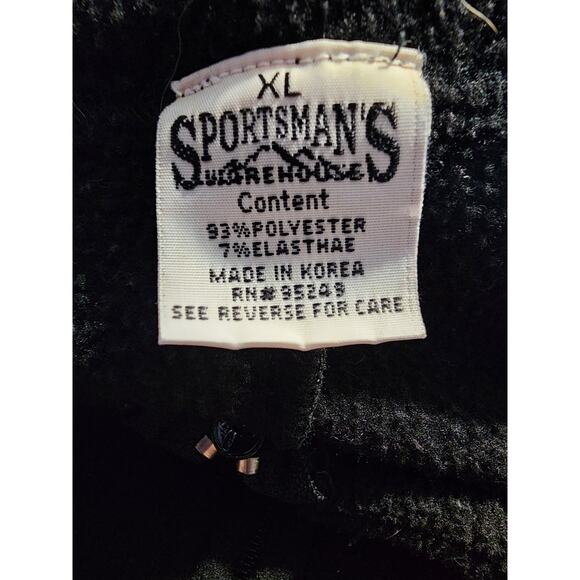 XL
SPORTSMAN'S
WAREHOUSE
Content
93%POLYESTER
7%ELASTHAE
MADE IN KOREA
RN#95249
SEE REVERSE FOR CARE